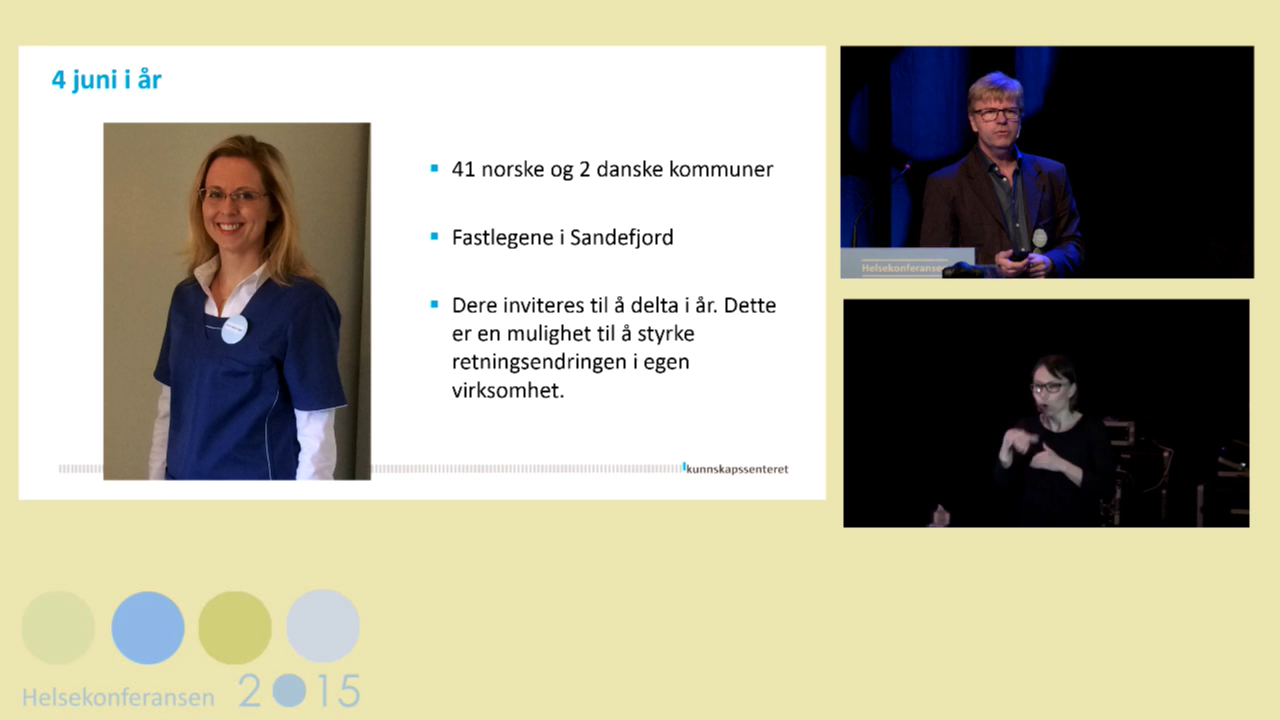 4 juni i år
41 norske og 2 danske kommuner
Fastlegene i Sandefjord
Dere inviteres til å delta i år. Dette
er en mulighet til å styrke
retningsendringen i egen
virksomhet.
kunnskapssenteret
Helsekonferansen
Helsekonferansen 2015